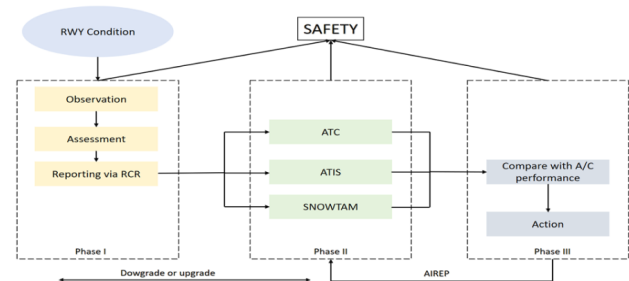 RWY Condition
SAFETY
Observation
Assessment
Reporting via RCR
Phase I
ATC
ATIS
SNOWTAM
Phase II
Compare with A/C
performance
Action
Phase III
Dowgrade or upgrade
AIREP